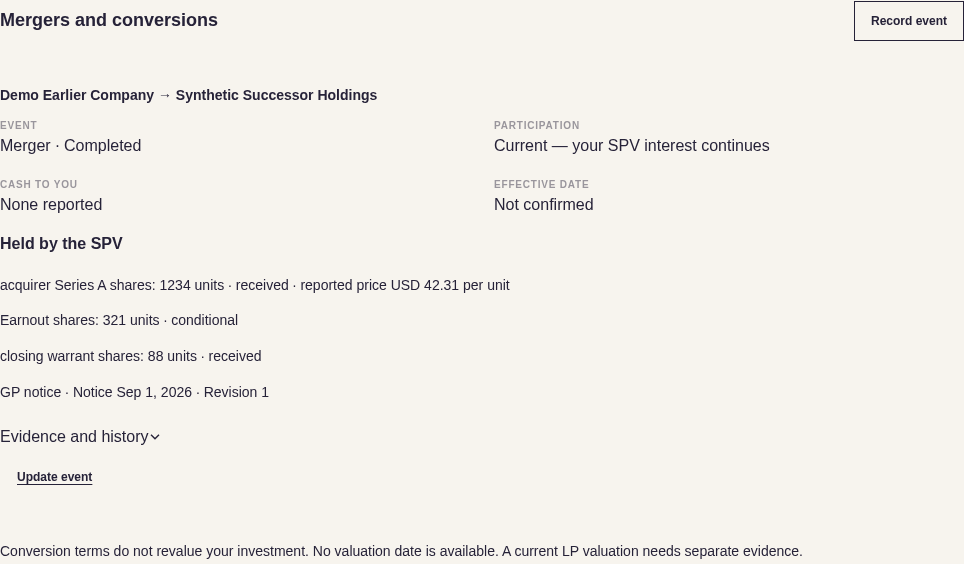 Mergers and conversions
Record event
Demo Earlier Company → Synthetic Successor Holdings
EVENT
Merger · Completed
PARTICIPATION
Current — your SPV interest continues
CASH TO YOU
None reported
EFFECTIVE DATE
Not confirmed
Held by the SPV
acquirer Series A shares: 1234 units · received · reported price USD 42.31 per unit
Earnout shares: 321 units · conditional
closing warrant shares: 88 units · received
GP notice · Notice Sep 1, 2026 · Revision 1
Evidence and history
Update event
Conversion terms do not revalue your investment. No valuation date is available. A current LP valuation needs separate evidence.